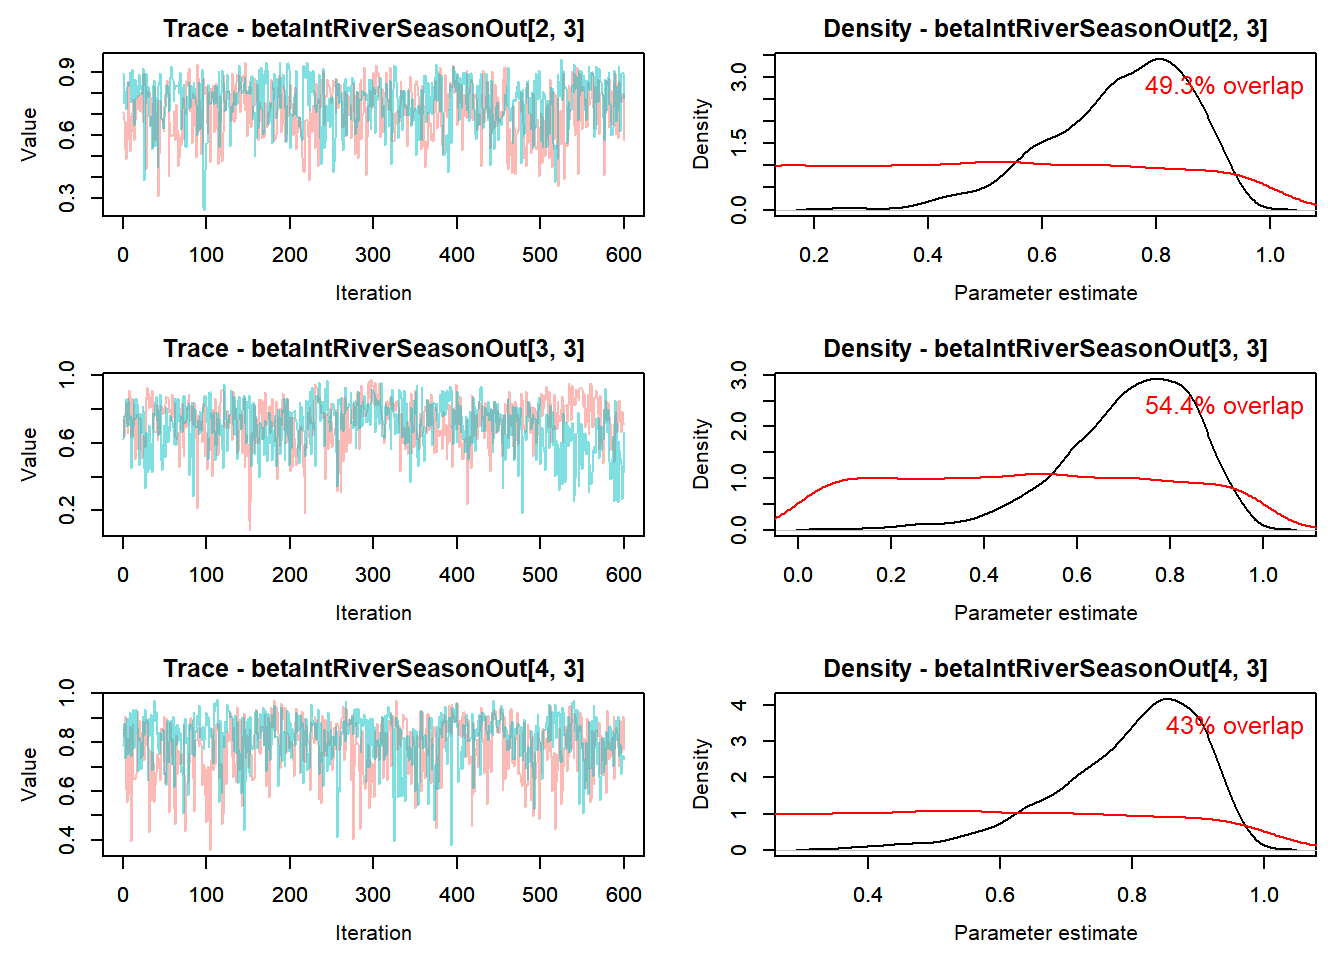 Trace - betaIntRiverSeasonOut[2, 3]
Value
0.3 0.6 0.9
0 100 200 300 400 500 600
Iteration
Density - betaIntRiverSeasonOut[2, 3]
49.3% overlap
Density
0.0 1.5 3.0
0.2 0.4 0.6 0.8 1.0
Parameter estimate
Trace - betaIntRiverSeasonOut[3, 3]
Value
0.2 0.6 1.0
0 100 200 300 400 500 600
Iteration
Density - betaIntRiverSeasonOut[3, 3]
54.4% overlap
Density
0.0 1.0 2.0 3.0
0.0 0.2 0.4 0.6 0.8 1.0
Parameter estimate
Trace - betaIntRiverSeasonOut[4, 3]
Value
0.4 0.6 0.8 1.0
0 100 200 300 400 500 600
Iteration
Density - betaIntRiverSeasonOut[4, 3]
43% overlap
Density
0 1 2 3 4
0.4 0.6 0.8 1.0
Parameter estimate